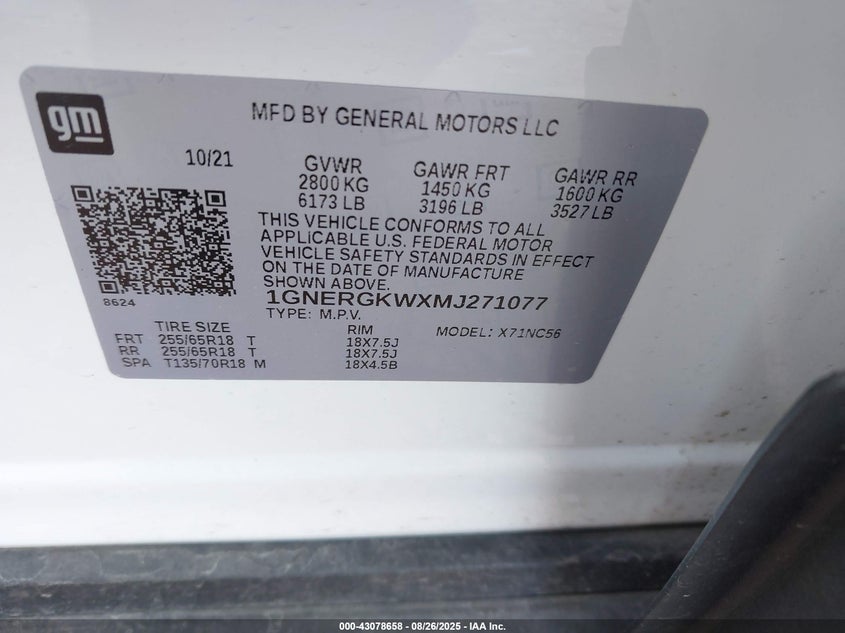 gm
MFD BY GENERAL MOTORS LLC
10/21
GVWR GAWR FRT GAWR RR
2800 KG 1450 KG 1600 KG
6173 LB 3196 LB 3527 LB
THIS VEHICLE CONFORMS TO ALL
APPLICABLE U.S. FEDERAL MOTOR
VEHICLE SAFETY STANDARDS IN EFFECT
ON THE DATE OF MANUFACTURE
SHOWN ABOVE.
8624
1GNERGKWXMJ271077
TYPE: M.P.V. MODEL: X71NC56
TIRE SIZE RIM
FRT 255/65R18 T 18X7.5J
RR 255/65R18 T 18X7.5J
SPA T135/70R18 M 18X4.5B
000-43078658 - 08/26/2025 - IAA Inc.